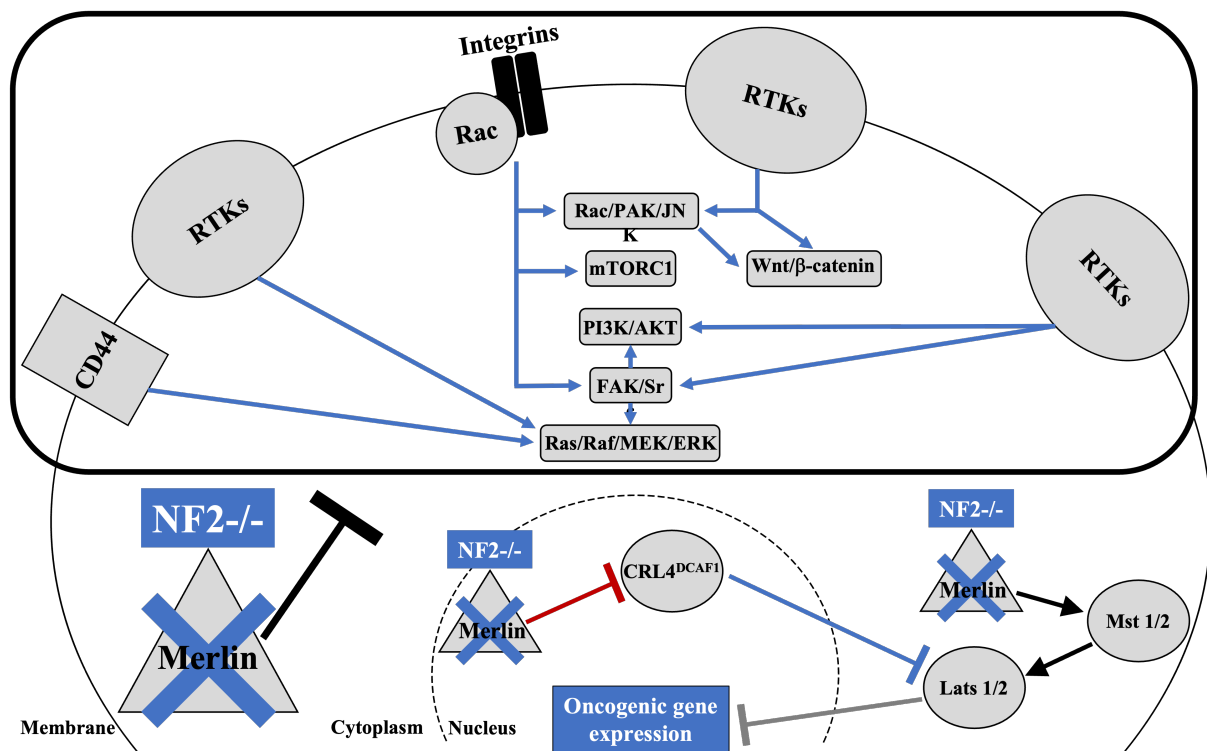 Integrins
RTKs
Rac
RTKs
Rac/PAK/JN
K
RTKs
mTORC1
Wnt/β-catenin
CD44
PI3K/AKT
FAK/Sr
Ras/Raf/MEK/ERK
NF2-/-
NF2-/-
NF2-/-
CRL4DCAF1
Merlin
Merlin
Merlin
Mst 1/2
Lats 1/2
Membrane
Cytoplasm
Nucleus
Oncogenic gene
expression